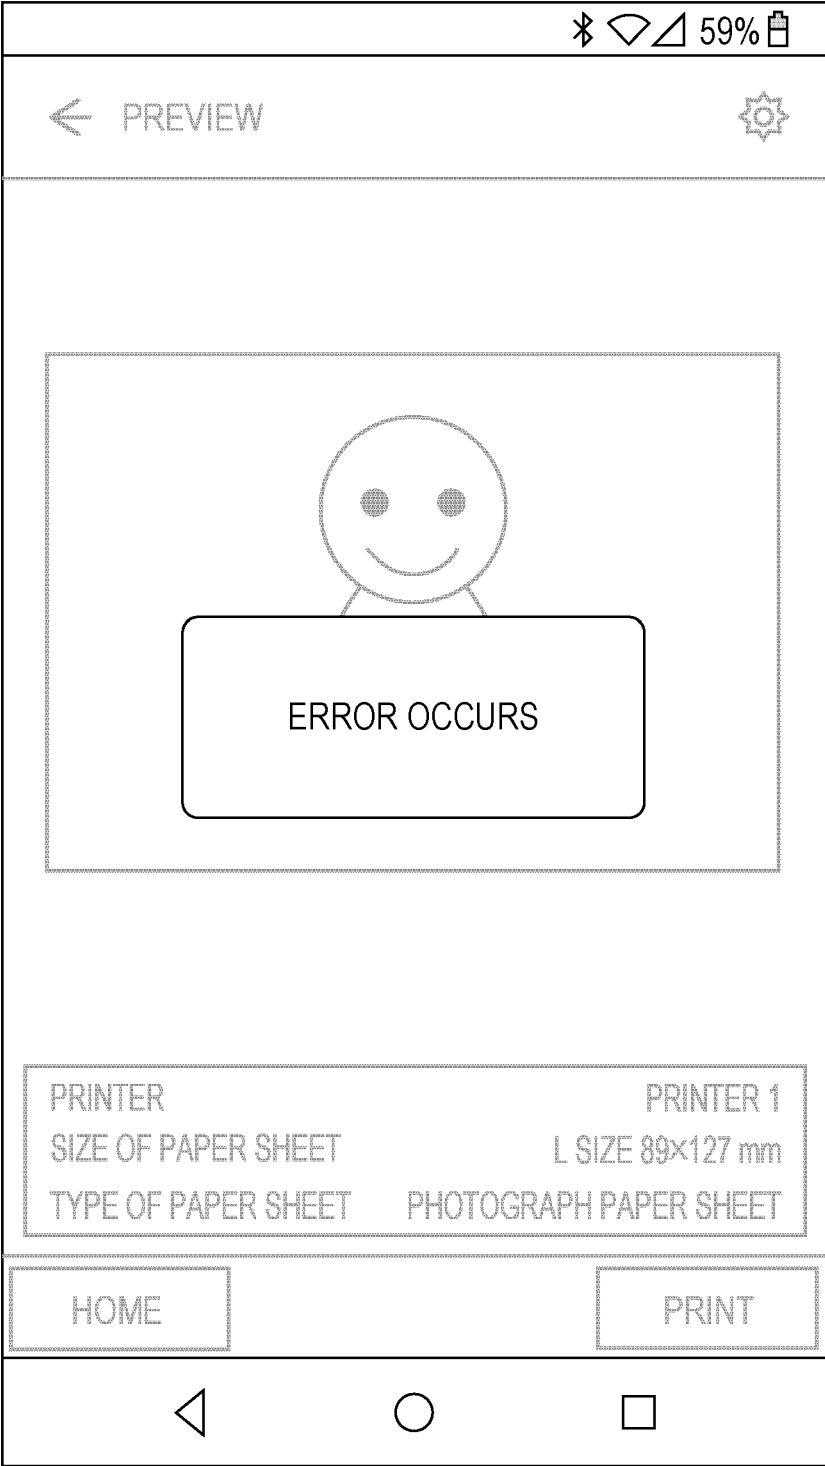 59%
PREVIEW
ERROR OCCURS
PRINTER PRINTER 1
SIZE OF PAPER SHEET L SIZE 89×127 mm
TYPE OF PAPER SHEET PHOTOGRAPH PAPER SHEET
HOME PRINT